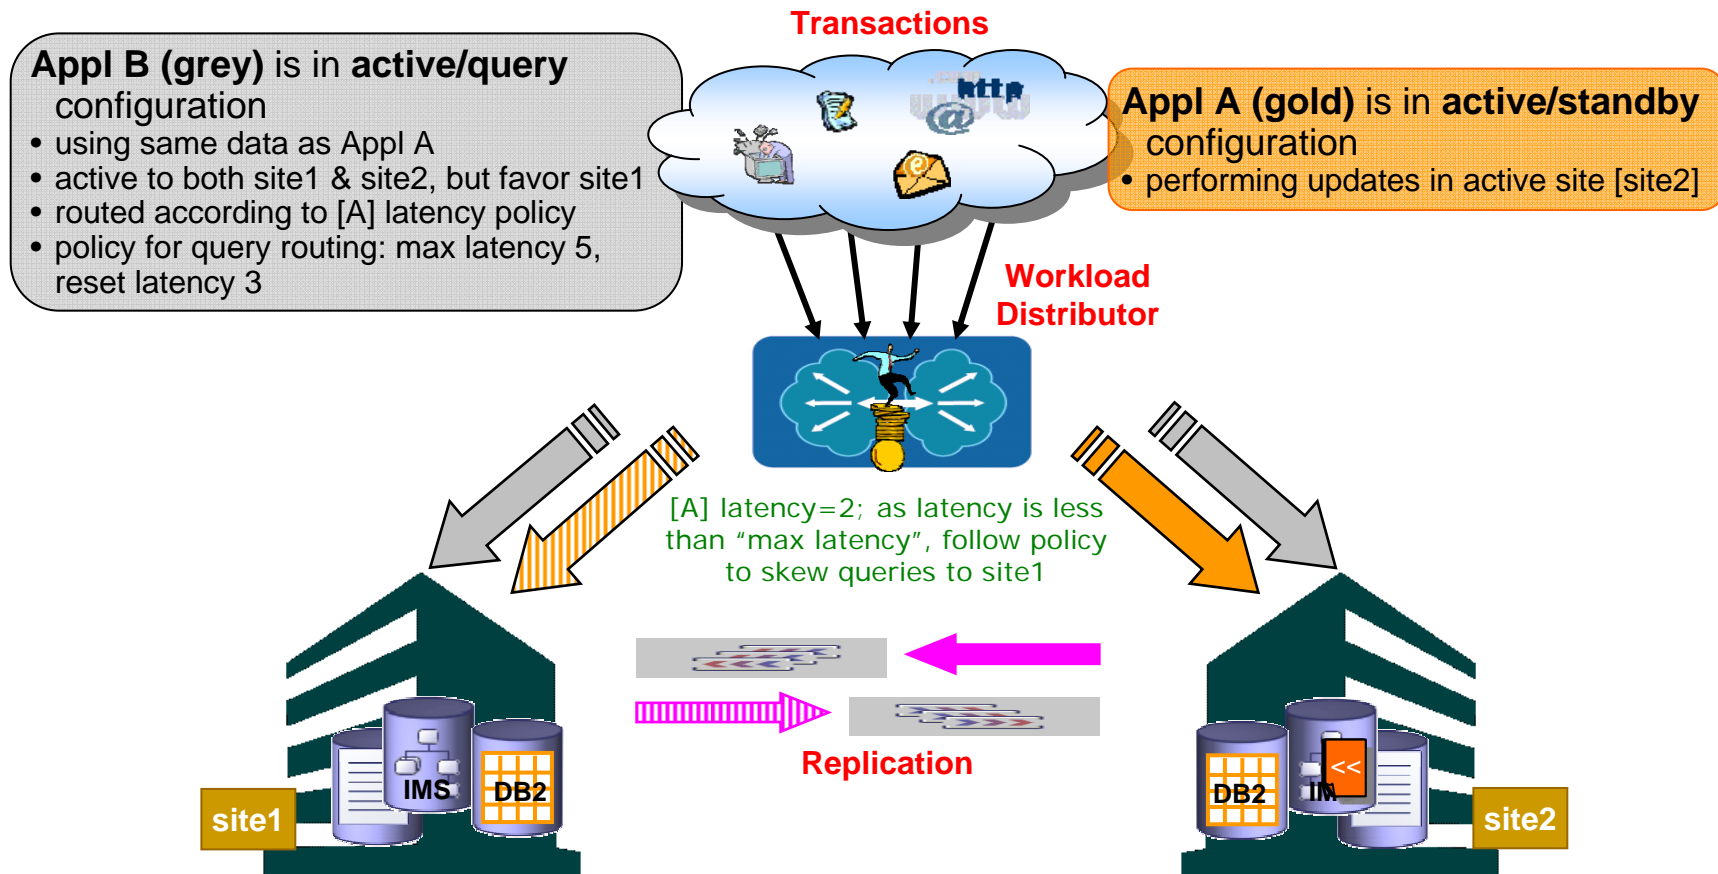 Transactions
Appl B (grey) is in active/query
configuration
• using same data as Appl A
• active to both site1 & site2, but favor site1
• routed according to [A] latency policy
• policy for query routing: max latency 5,
reset latency 3
http
@
e
Appl A (gold) is in active/standby
configuration
• performing updates in active site [site2]
Workload
Distributor
[A] latency=2; as latency is less
than “max latency”, follow policy
to skew queries to site1
Replication
IMS
DB2
site1
DB2
IM
<<
site2